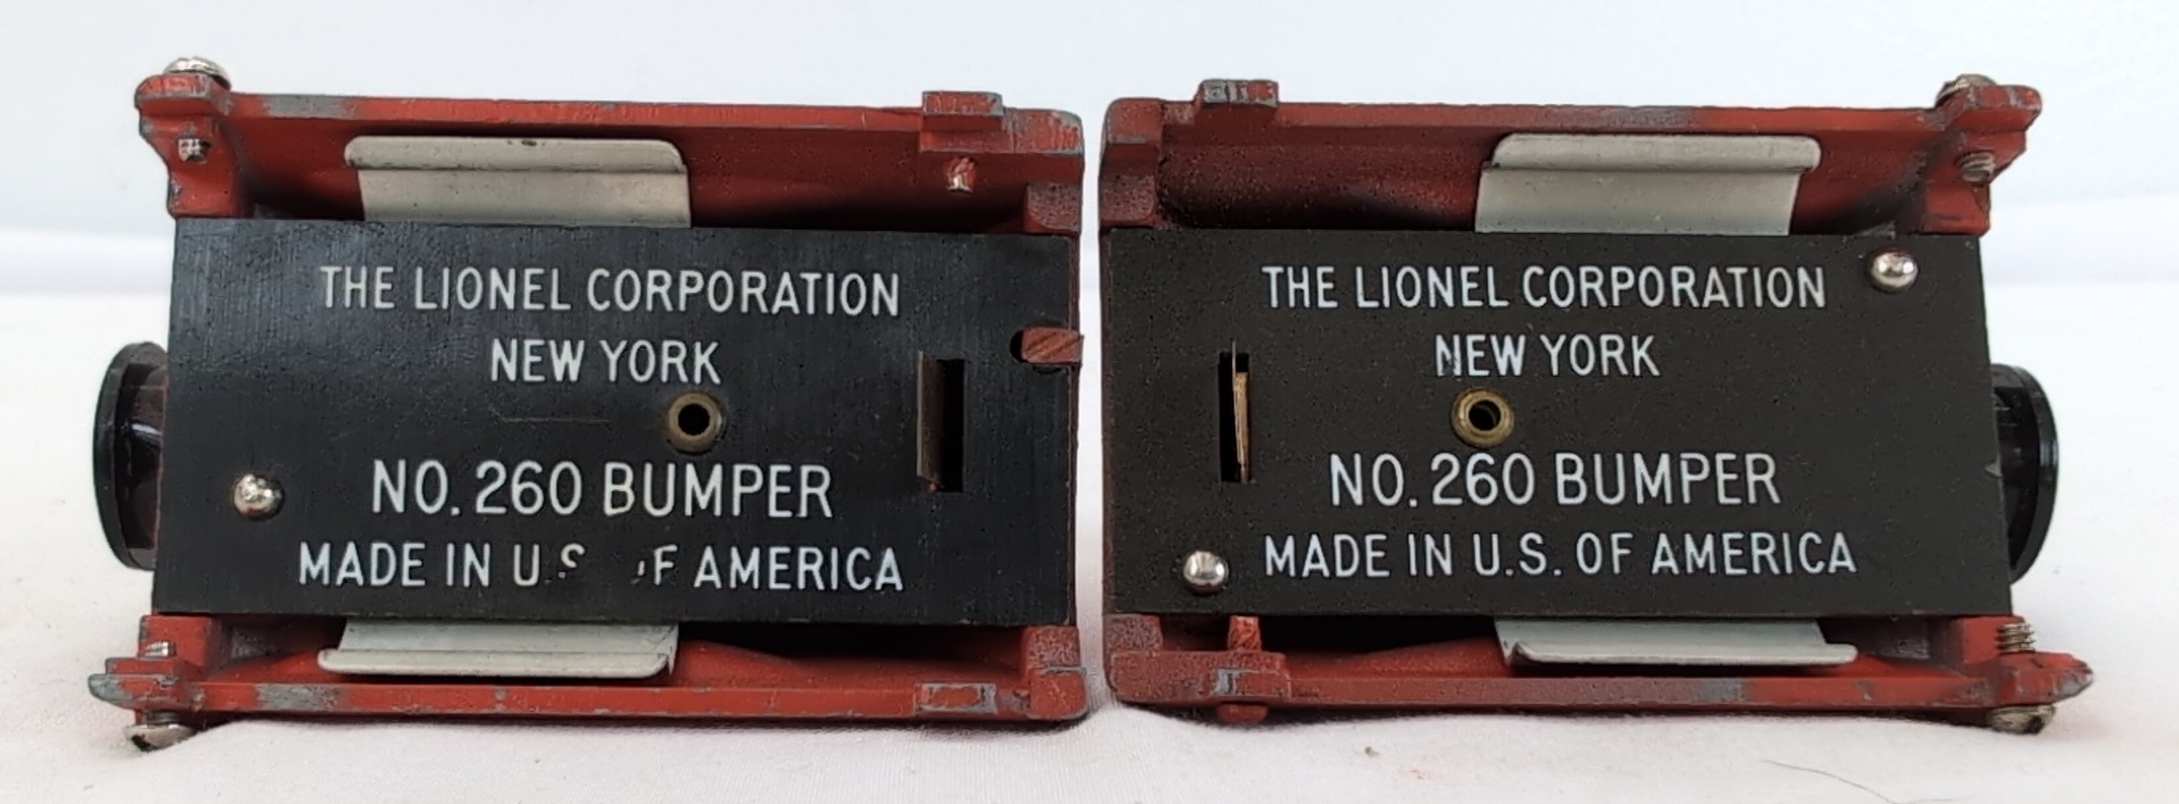 THE LIONEL CORPORATION
NEW YORK
NO. 260 BUMPER
MADE IN U.S OF AMERICA
THE LIONEL CORPORATION
NEW YORK
NO. 260 BUMPER
MADE IN U.S. OF AMERICA